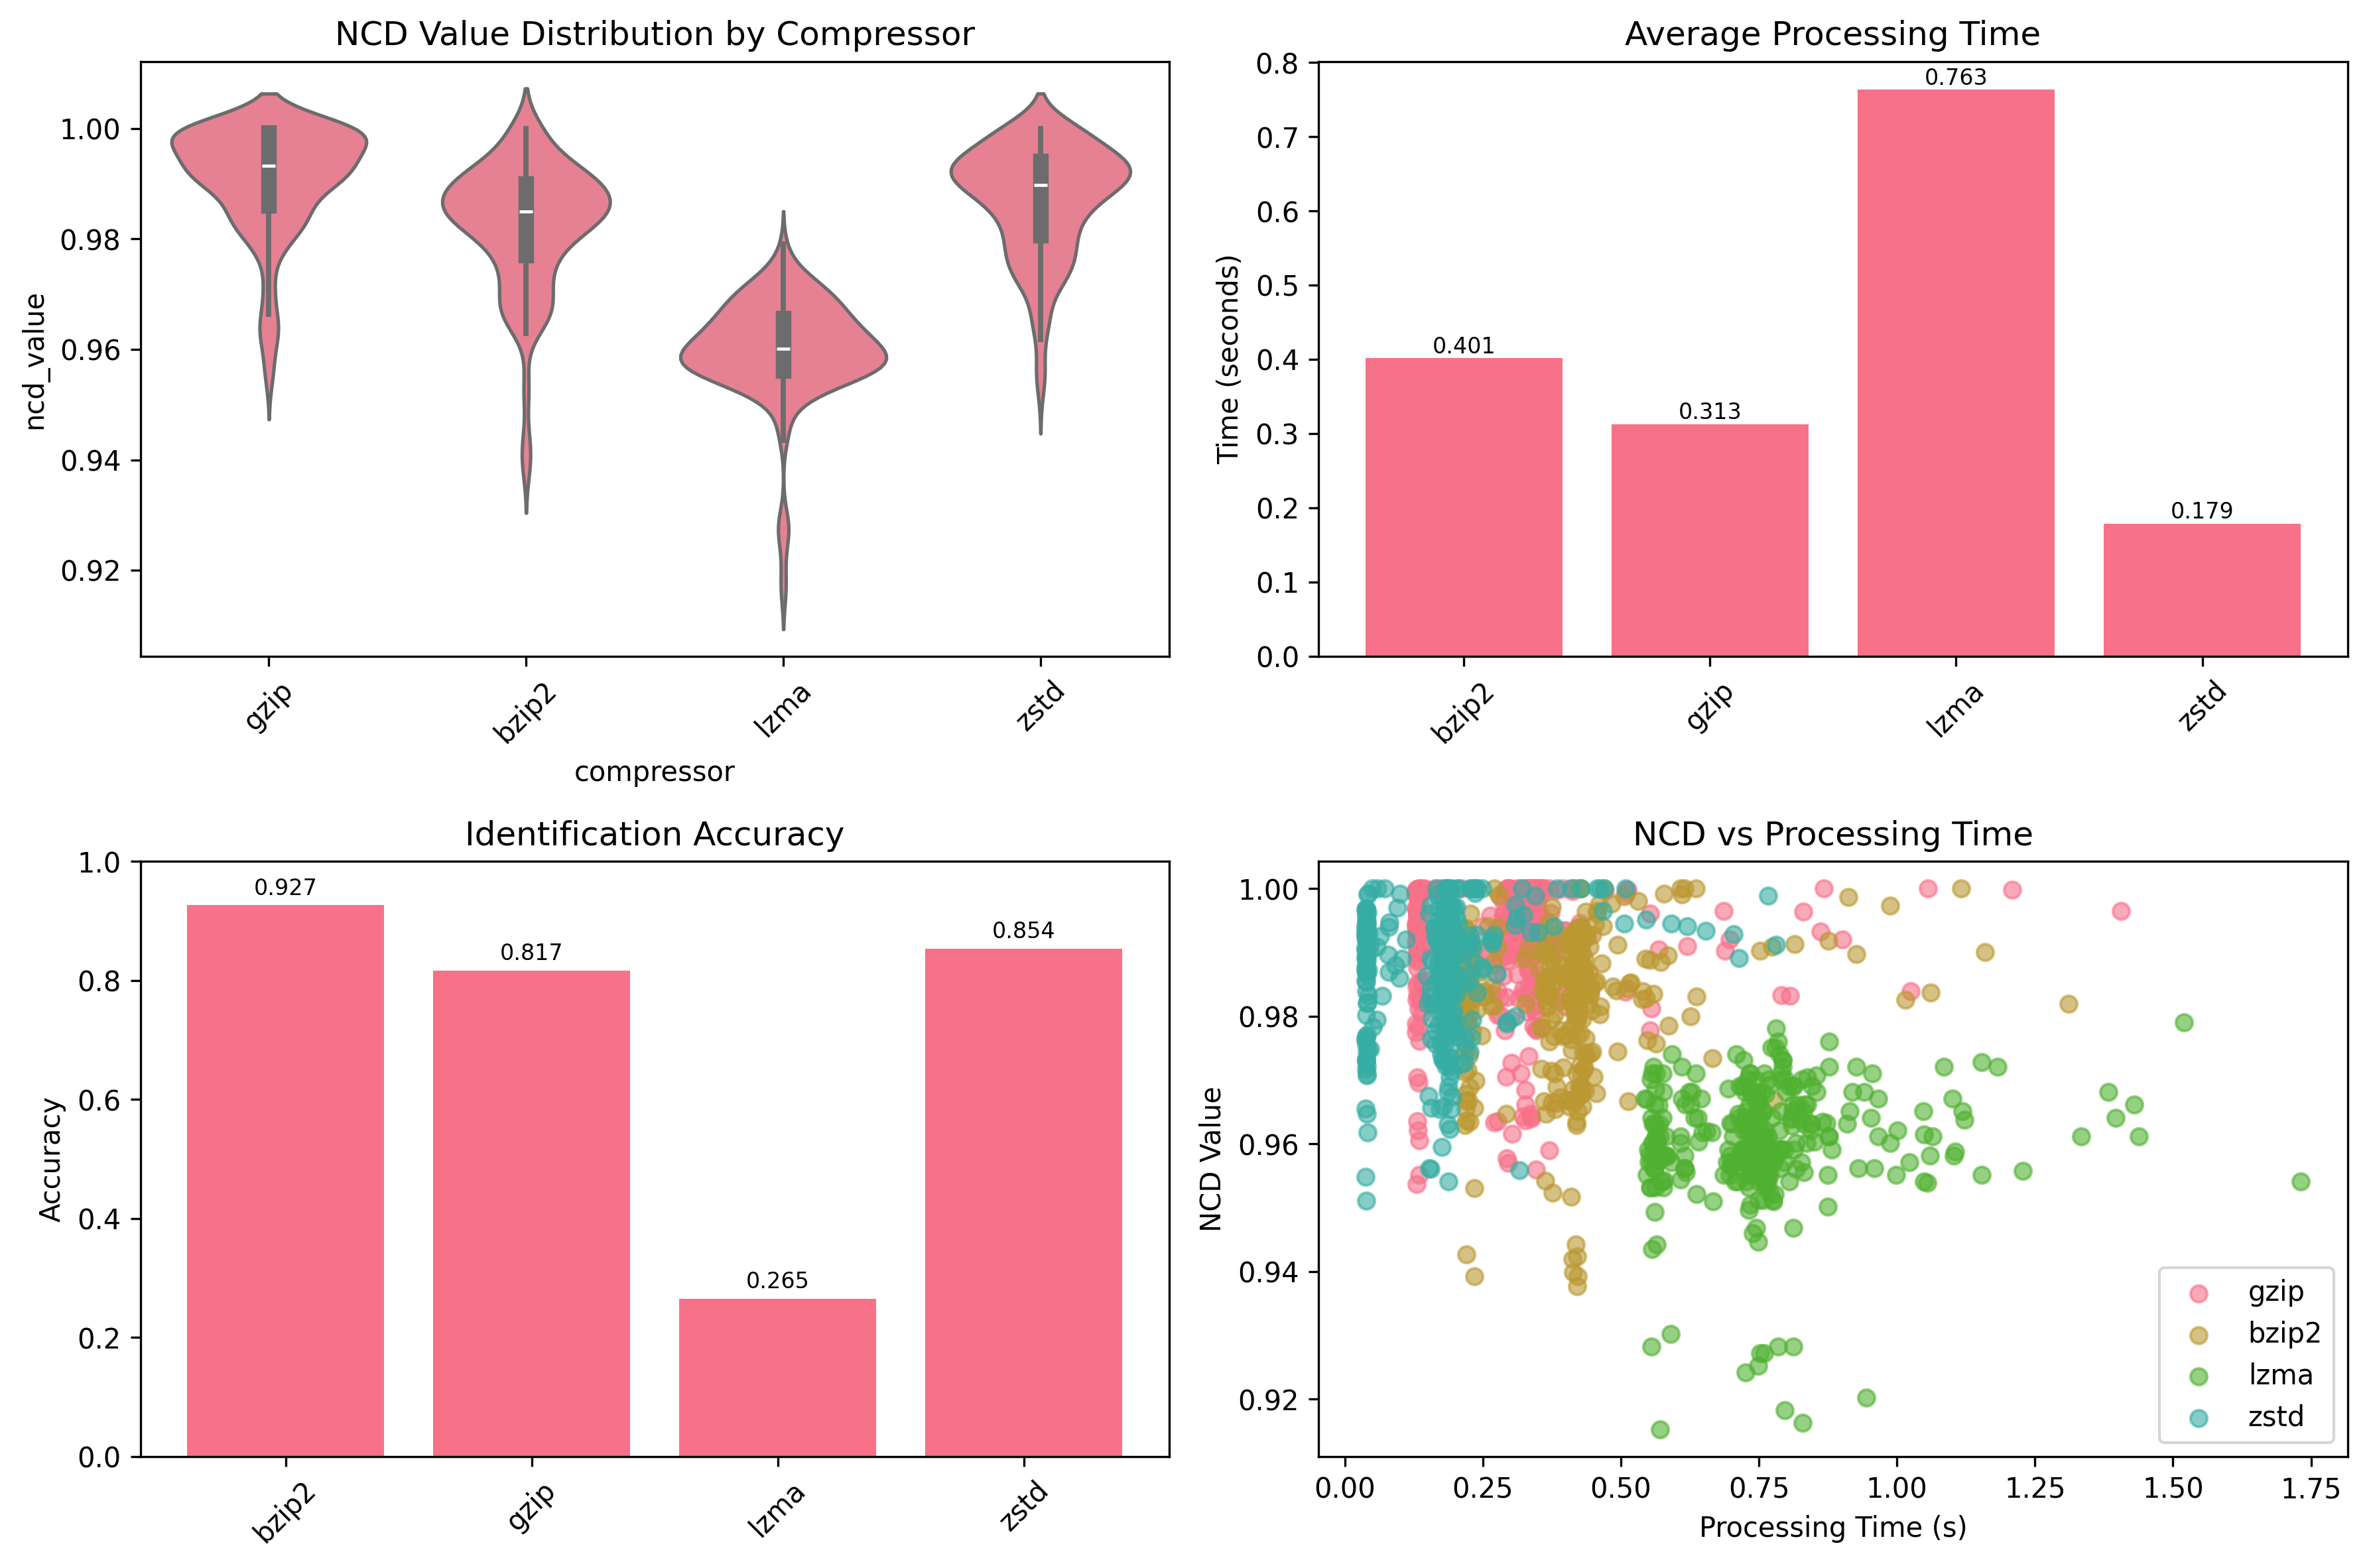 NCD Value Distribution by Compressor
ncd_value
1.00
0.98
0.96
0.94
0.92
gzip
bzip2
lzma
zstd
compressor
Average Processing Time
Time (seconds)
0.8
0.7
0.6
0.5
0.4
0.3
0.2
0.1
0.0
0.401
0.313
0.763
0.179
bzip2
gzip
lzma
zstd
Identification Accuracy
Accuracy
1.0
0.8
0.6
0.4
0.2
0.0
0.927
0.817
0.265
0.854
bzip2
gzip
lzma
zstd
NCD vs Processing Time
NCD Value
1.00
0.98
0.96
0.94
0.92
gzip
bzip2
lzma
zstd
0.00
0.25
0.50
0.75
1.00
1.25
1.50
1.75
Processing Time (s)